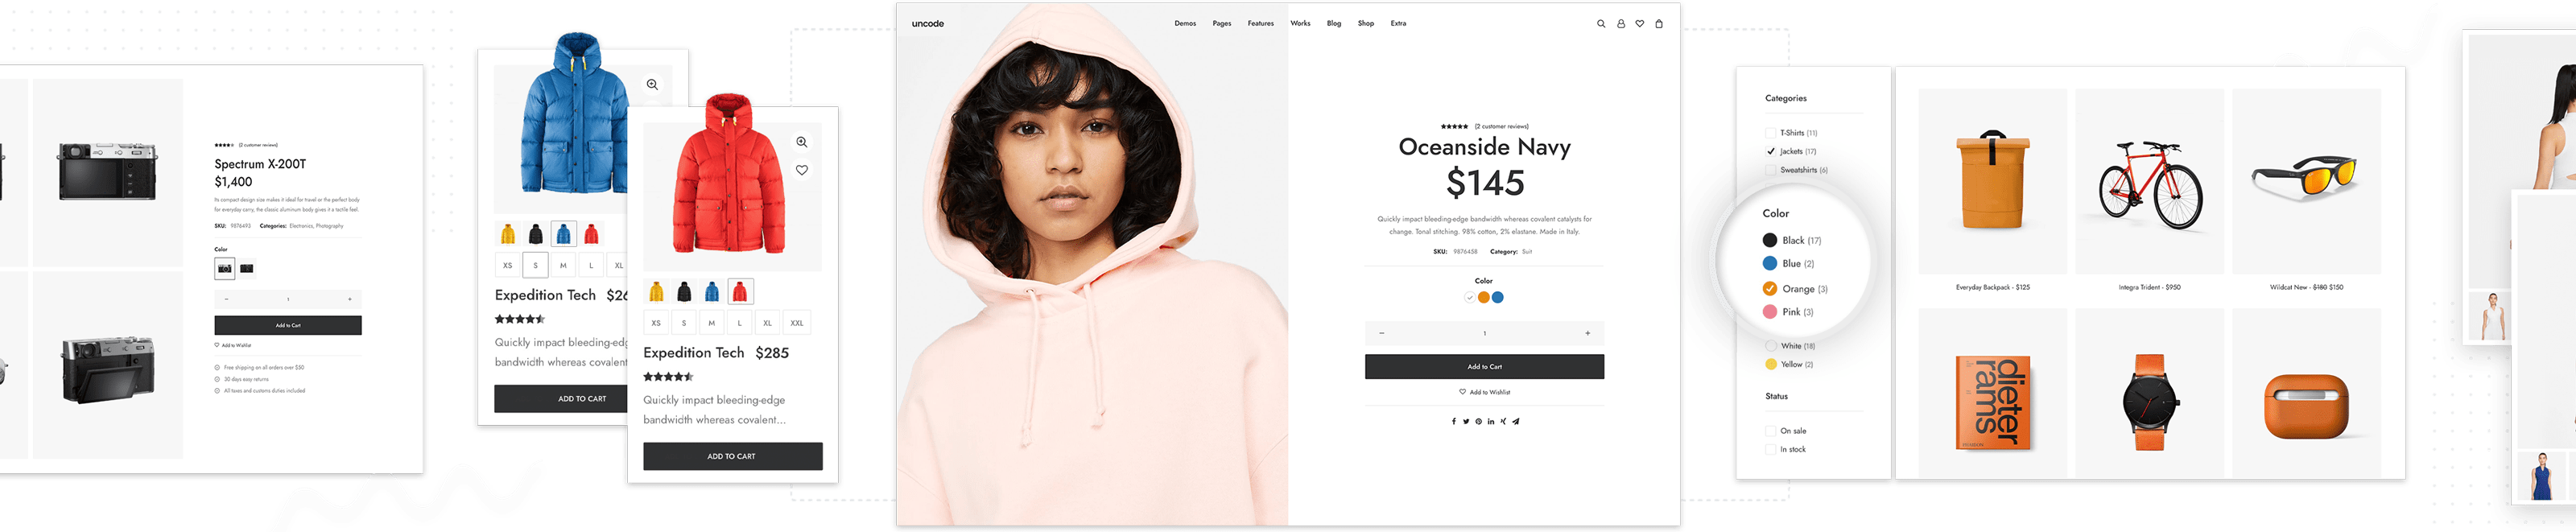 (2 customer reviews)
Spectrum X-200T
$1,400
Its compact design size makes it ideal for travel or the perfect body
for everyday carry, the classic aluminum body gives it a tactile feel.
SKU: 9876493 Categories: Electronics, Photography
Color
− 1 +
Add to Cart
Add to Wishlist
Free shipping on all orders over $50
30 days easy returns
All taxes and customs duties included
XS S M L XL
Expedition Tech
Quickly impact bleeding-edg
bandwidth whereas covalent
ADD TO CART
XS S M L XL XXL
Expedition Tech $285
Quickly impact bleeding-edge
bandwidth whereas covalent...
ADD TO CART
uncode
Demos Pages Features Works Blog Shop Extra
(2 customer reviews)
Oceanside Navy
$145
Quickly impact bleeding-edge bandwidth whereas covalent catalysts for
change. Tonal stitching. 98% cotton, 2% elastane. Made in Italy.
SKU: 9876458 Category: Suit
Color
− 1 +
Add to Cart
Add to Wishlist
Categories
T-Shirts (11)
Jackets (17)
Sweatshirts (6)
Color
Black (17)
Blue (2)
Orange (3)
Pink (3)
White (18)
Yellow (2)
Status
On sale
In stock
Everyday Backpack - $125
Integra Trident - $950
Wildcat New - $180 $150
dieter
rams